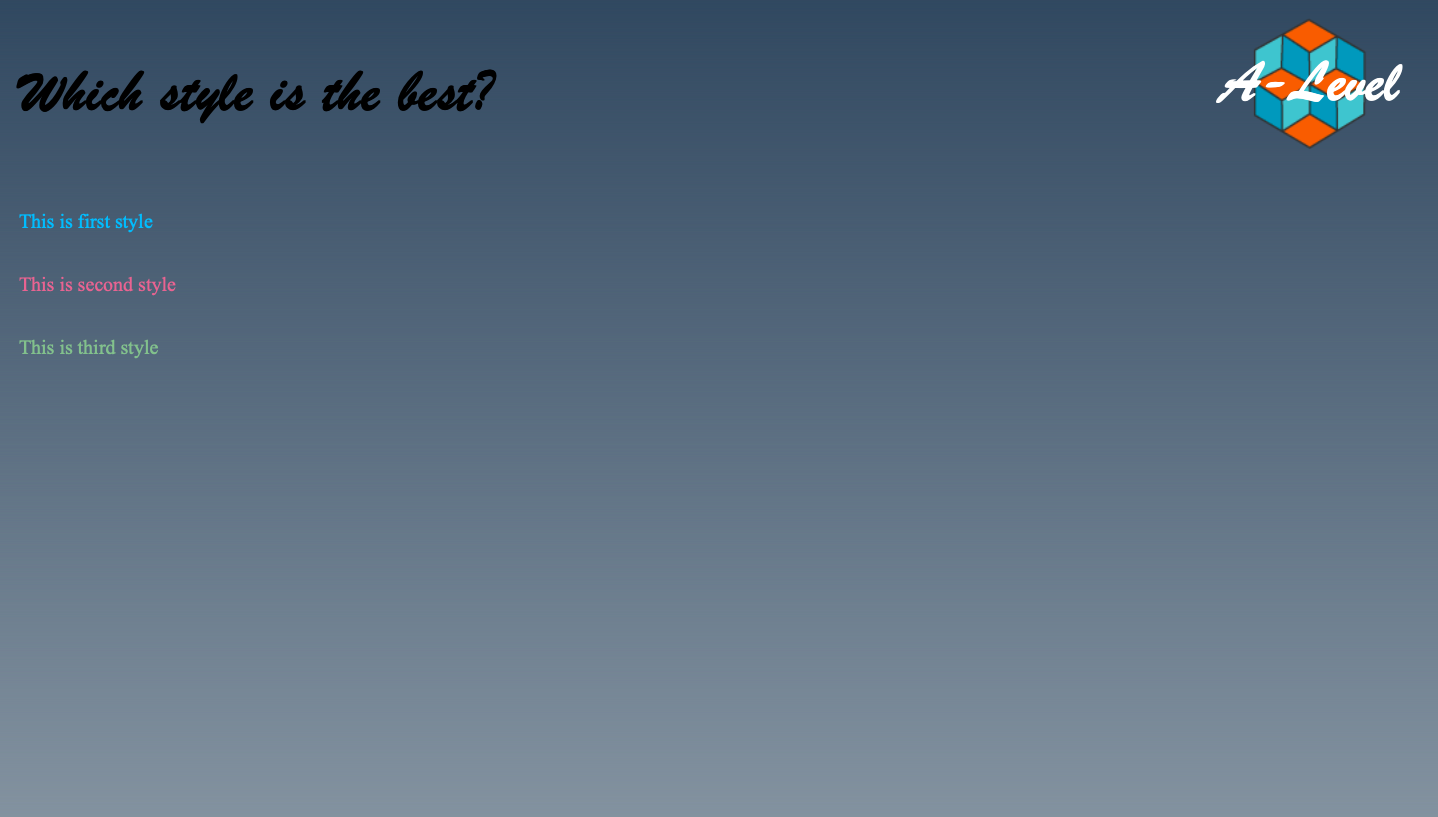 Which style is the best?
A-Level
This is first style
This is second style
This is third style